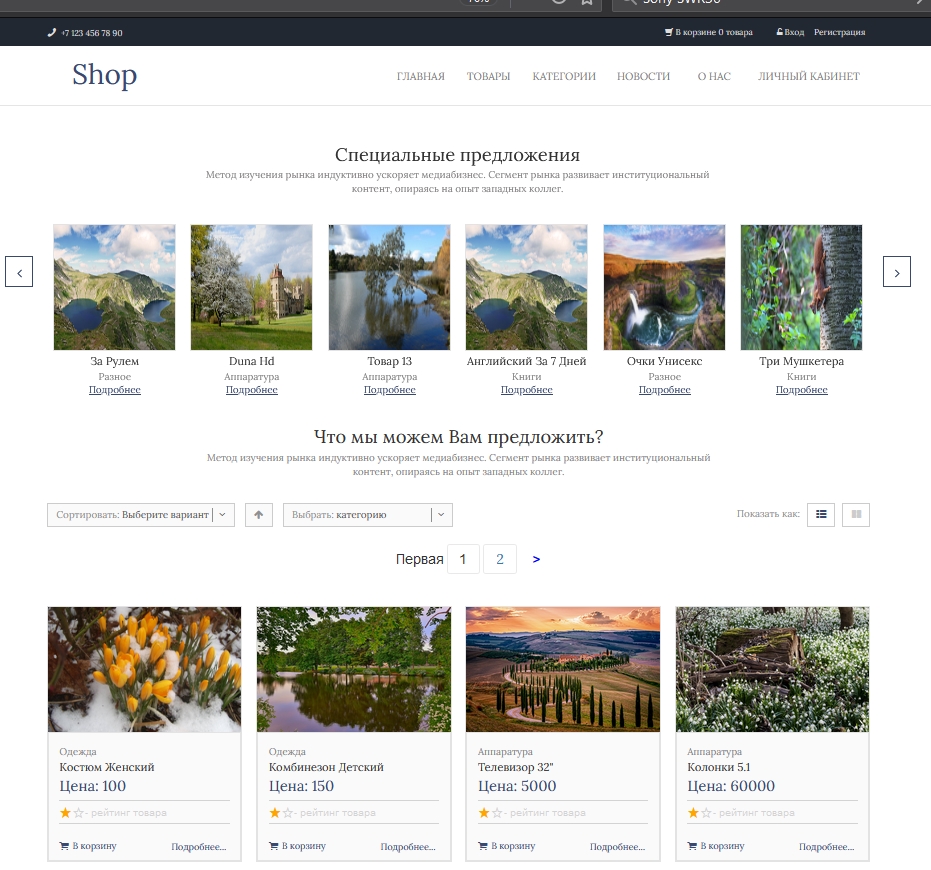 +7 123 456 78 90
В корзине 0 товара Вход Регистрация
Shop
ГЛАВНАЯ ТОВАРЫ КАТЕГОРИИ НОВОСТИ О НАС ЛИЧНЫЙ КАБИНЕТ
Специальные предложения
Метод изучения рынка индуктивно ускоряет медиабизнес. Сегмент рынка развивает институциональный
контент, опираясь на опыт западных коллег.
За Рулем Duna Hd Товар 13 Английский За 7 Дней Очки Унисекс Три Мушкетера
Разное Аппаратура Аппаратура Книги Разное Книги
Подробнее Подробнее Подробнее Подробнее Подробнее Подробнее
Что мы можем Вам предложить?
Метод изучения рынка индуктивно ускоряет медиабизнес. Сегмент рынка развивает институциональный
контент, опираясь на опыт западных коллег.
Сортировать: Выберите вариант Выбрать: категорию Показать как:
Первая 1 2 >
Одежда Одежда Аппаратура Аппаратура
Костюм Женский Комбинезон Детский Телевизор 32" Колонки 5.1
Цена: 100 Цена: 150 Цена: 5000 Цена: 60000
- рейтинг товара - рейтинг товара - рейтинг товара - рейтинг товара
В корзину Подробнее... В корзину Подробнее... В корзину Подробнее... В корзину Подробнее...